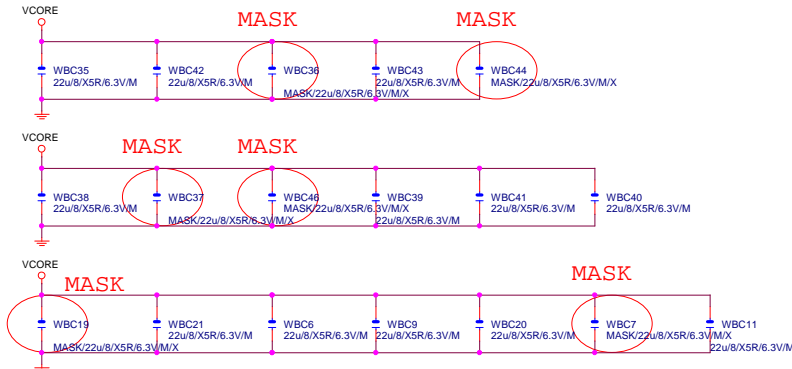 VCORE
MASK
MASK
WBC35
22u/8/X5R/6.3V/M
WBC42
22u/8/X5R/6.3V/M
WBC36
MASK/22u/8/X5R/6.3V/M/X
WBC43
22u/8/X5R/6.3V/M
WBC44
MASK/22u/8/X5R/6.3V/M/X
VCORE
MASK
MASK
WBC38
22u/8/X5R/6.3V/M
WBC37
MASK/22u/8/X5R/6.3V/M/X
WBC46
MASK/22u/8/X5R/6.3V/M/X
WBC39
22u/8/X5R/6.3V/M
WBC41
22u/8/X5R/6.3V/M
WBC40
22u/8/X5R/6.3V/M
VCORE
MASK
MASK
WBC19
MASK/22u/8/X5R/6.3V/M/X
WBC21
22u/8/X5R/6.3V/M
WBC6
22u/8/X5R/6.3V/M
WBC9
22u/8/X5R/6.3V/M
WBC20
22u/8/X5R/6.3V/M
WBC7
MASK/22u/8/X5R/6.3V/M/X
WBC11
22u/8/X5R/6.3V/M